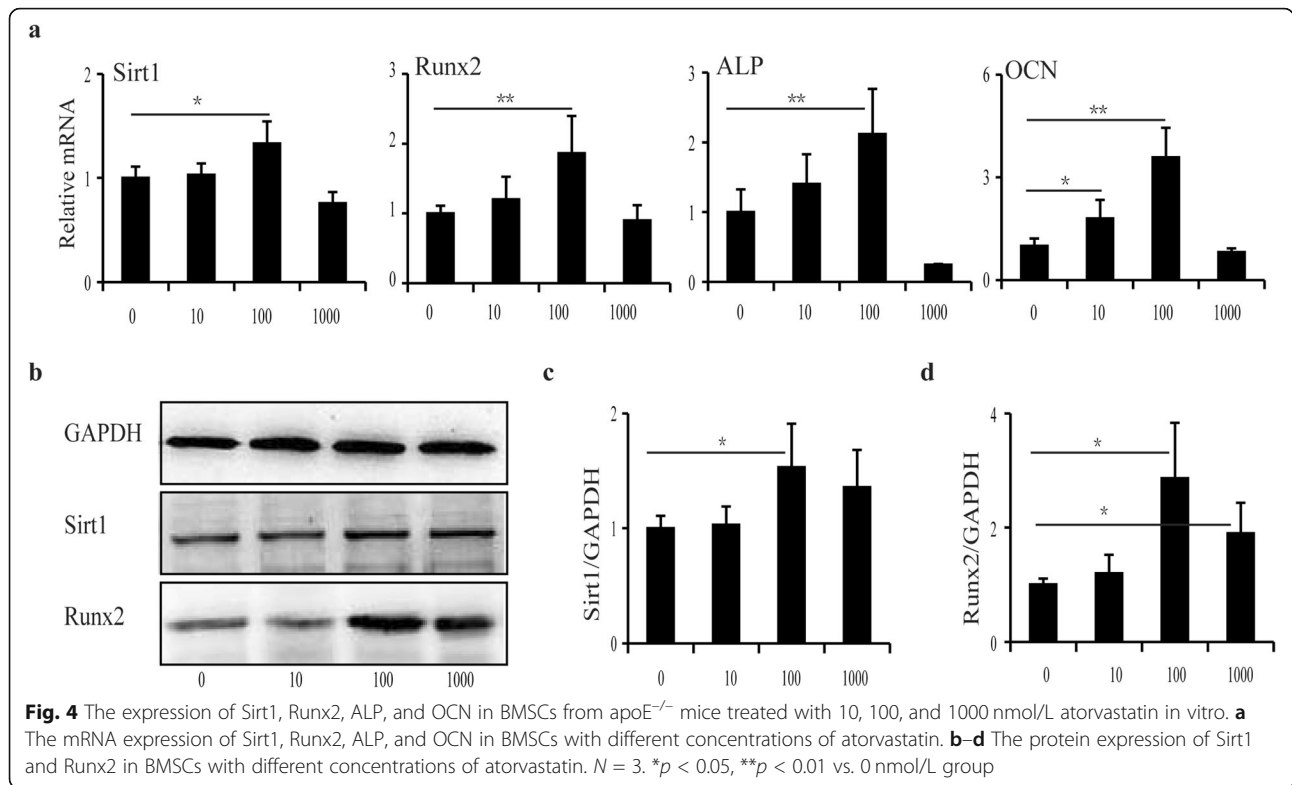 a
Sirt1
Runx2
ALP
OCN
Relative mRNA
2
1
0
*
0 10 100 1000
3
2
1
0
**
0 10 100 1000
3
2
1
0
**
0 10 100 1000
6
3
0
**
*
0 10 100 1000
b
GAPDH
Sirt1
Runx2
0 10 100 1000
c
Sirt1/GAPDH
2
1
0
*
0 10 100 1000
d
Runx2/GAPDH
4
2
0
*
*
0 10 100 1000
Fig. 4 The expression of Sirt1, Runx2, ALP, and OCN in BMSCs from apoE−/− mice treated with 10, 100, and 1000 nmol/L atorvastatin in vitro. a
The mRNA expression of Sirt1, Runx2, ALP, and OCN in BMSCs with different concentrations of atorvastatin. b–d The protein expression of Sirt1
and Runx2 in BMSCs with different concentrations of atorvastatin. N = 3. *p < 0.05, **p < 0.01 vs. 0 nmol/L group